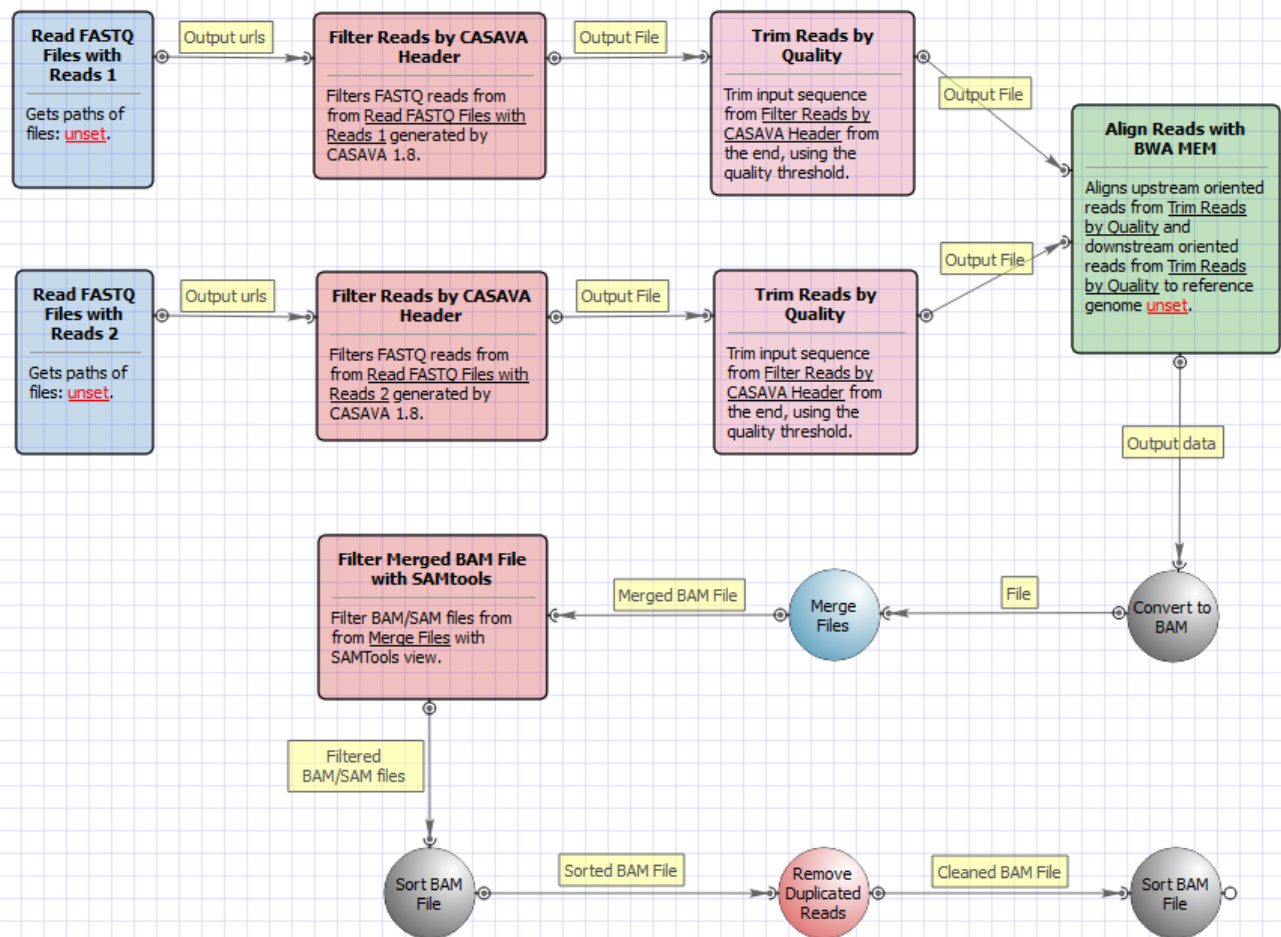 Read FASTQ
Files with
Reads 1
Gets paths of
files: unset.
Output urls
Filter Reads by CASAVA
Header
Filters FASTQ reads from
from Read FASTQ Files with
Reads 1 generated by
CASAVA 1.8.
Output File
Trim Reads by
Quality
Trim input sequence
from Filter Reads by
CASAVA Header from
the end, using the
quality threshold.
Output File
Align Reads with
BWA MEM
Aligns upstream oriented
reads from Trim Reads
by Quality and
downstream oriented
reads from Trim Reads
by Quality to reference
genome unset.
Read FASTQ
Files with
Reads 2
Gets paths of
files: unset.
Output urls
Filter Reads by CASAVA
Header
Filters FASTQ reads from
from Read FASTQ Files with
Reads 2 generated by
CASAVA 1.8.
Output File
Trim Reads by
Quality
Trim input sequence
from Filter Reads by
CASAVA Header from
the end, using the
quality threshold.
Output File
Output data
Convert to
BAM
File
Merge
Files
Merged BAM File
Filter Merged BAM File
with SAMtools
Filter BAM/SAM files from
from Merge Files with
SAMTools view.
Filtered
BAM/SAM files
Sort BAM
File
Sorted BAM File
Remove
Duplicated
Reads
Cleaned BAM File
Sort BAM
File